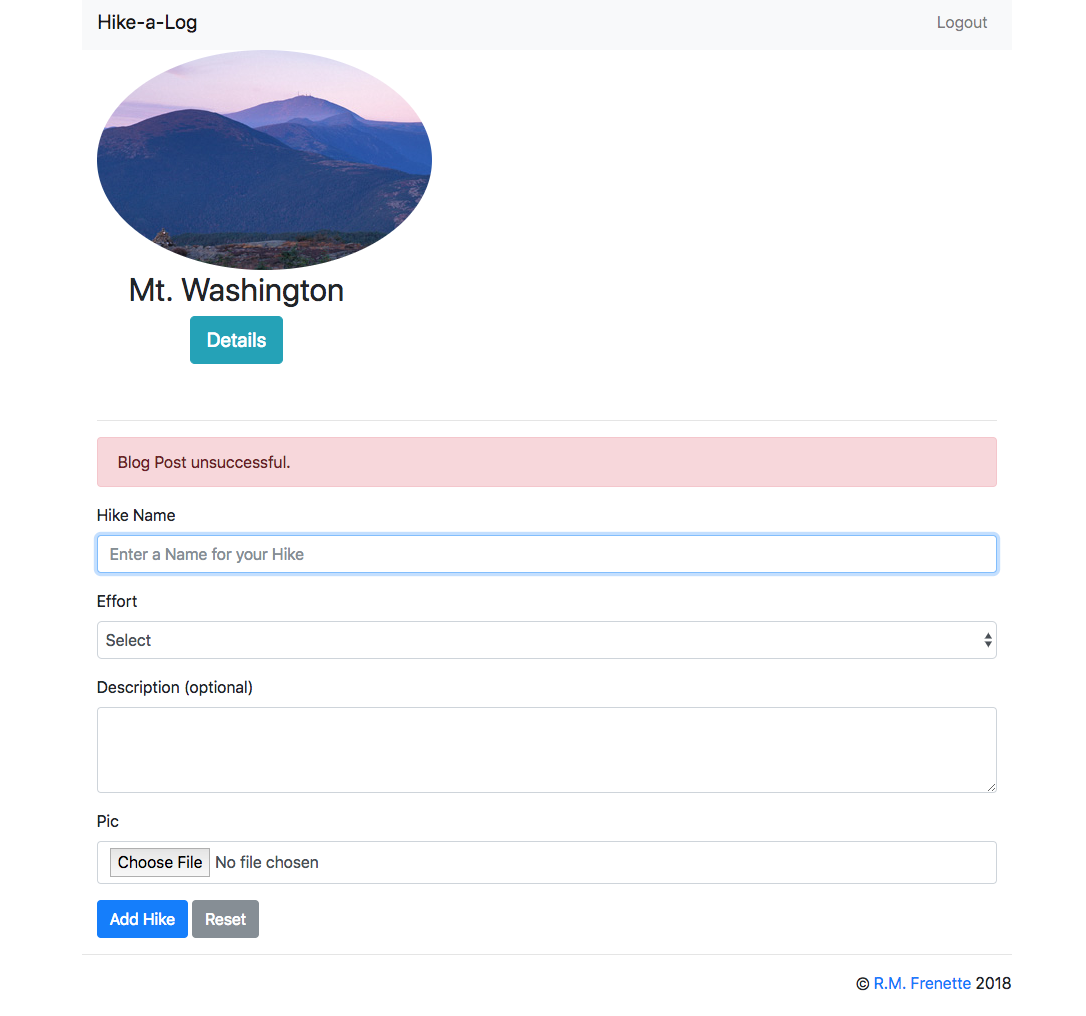 Hike-a-Log Logout
Mt. Washington
Details
Blog Post unsuccessful.
Hike Name
Enter a Name for your Hike
Effort
Select
Description (optional)
Pic
Choose File No file chosen
Add Hike Reset
© R.M. Frenette 2018